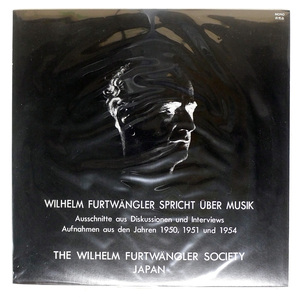 WILHELM FURTWÄNGLER SPRICHT ÜBER MUSIK
Ausschnitte aus Diskussionen und Interviews
Aufnahmen aus den Jahren 1950, 1951 und 1954
THE WILHELM FURTWÄNGLER SOCIETY
JAPAN